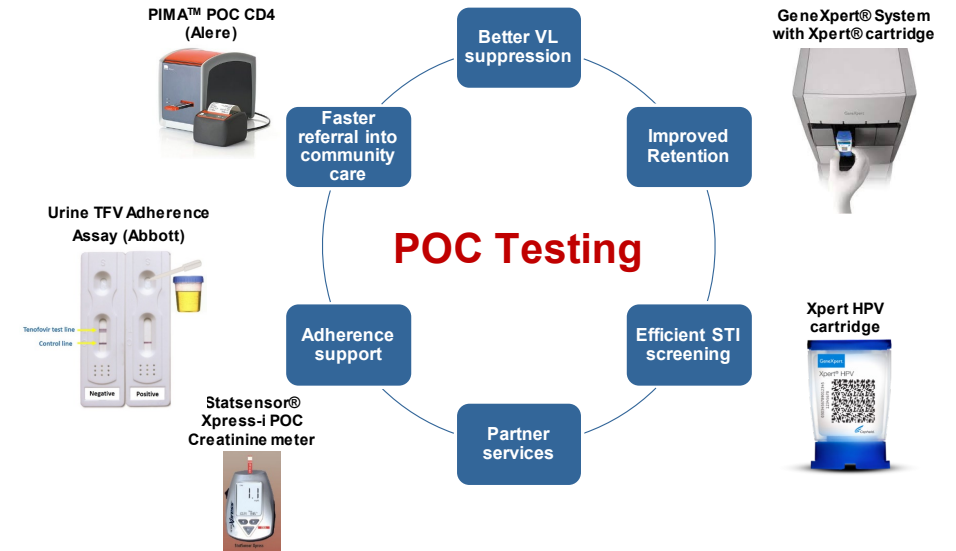 PIMA™ POC CD4
(Alere)
Better VL
suppression
GeneXpert® System
with Xpert® cartridge
Faster
referral into
community
care
Improved
Retention
Urine TFV Adherence
Assay (Abbott)
POC Testing
Tenofovir test line
Control line
Negative
Positive
Adherence
support
Efficient STI
screening
Xpert HPV
cartridge
GeneXpert
Xpert® HPV
Cepheid
Statsensor®
Xpress-i POC
Creatinine meter
Partner
services